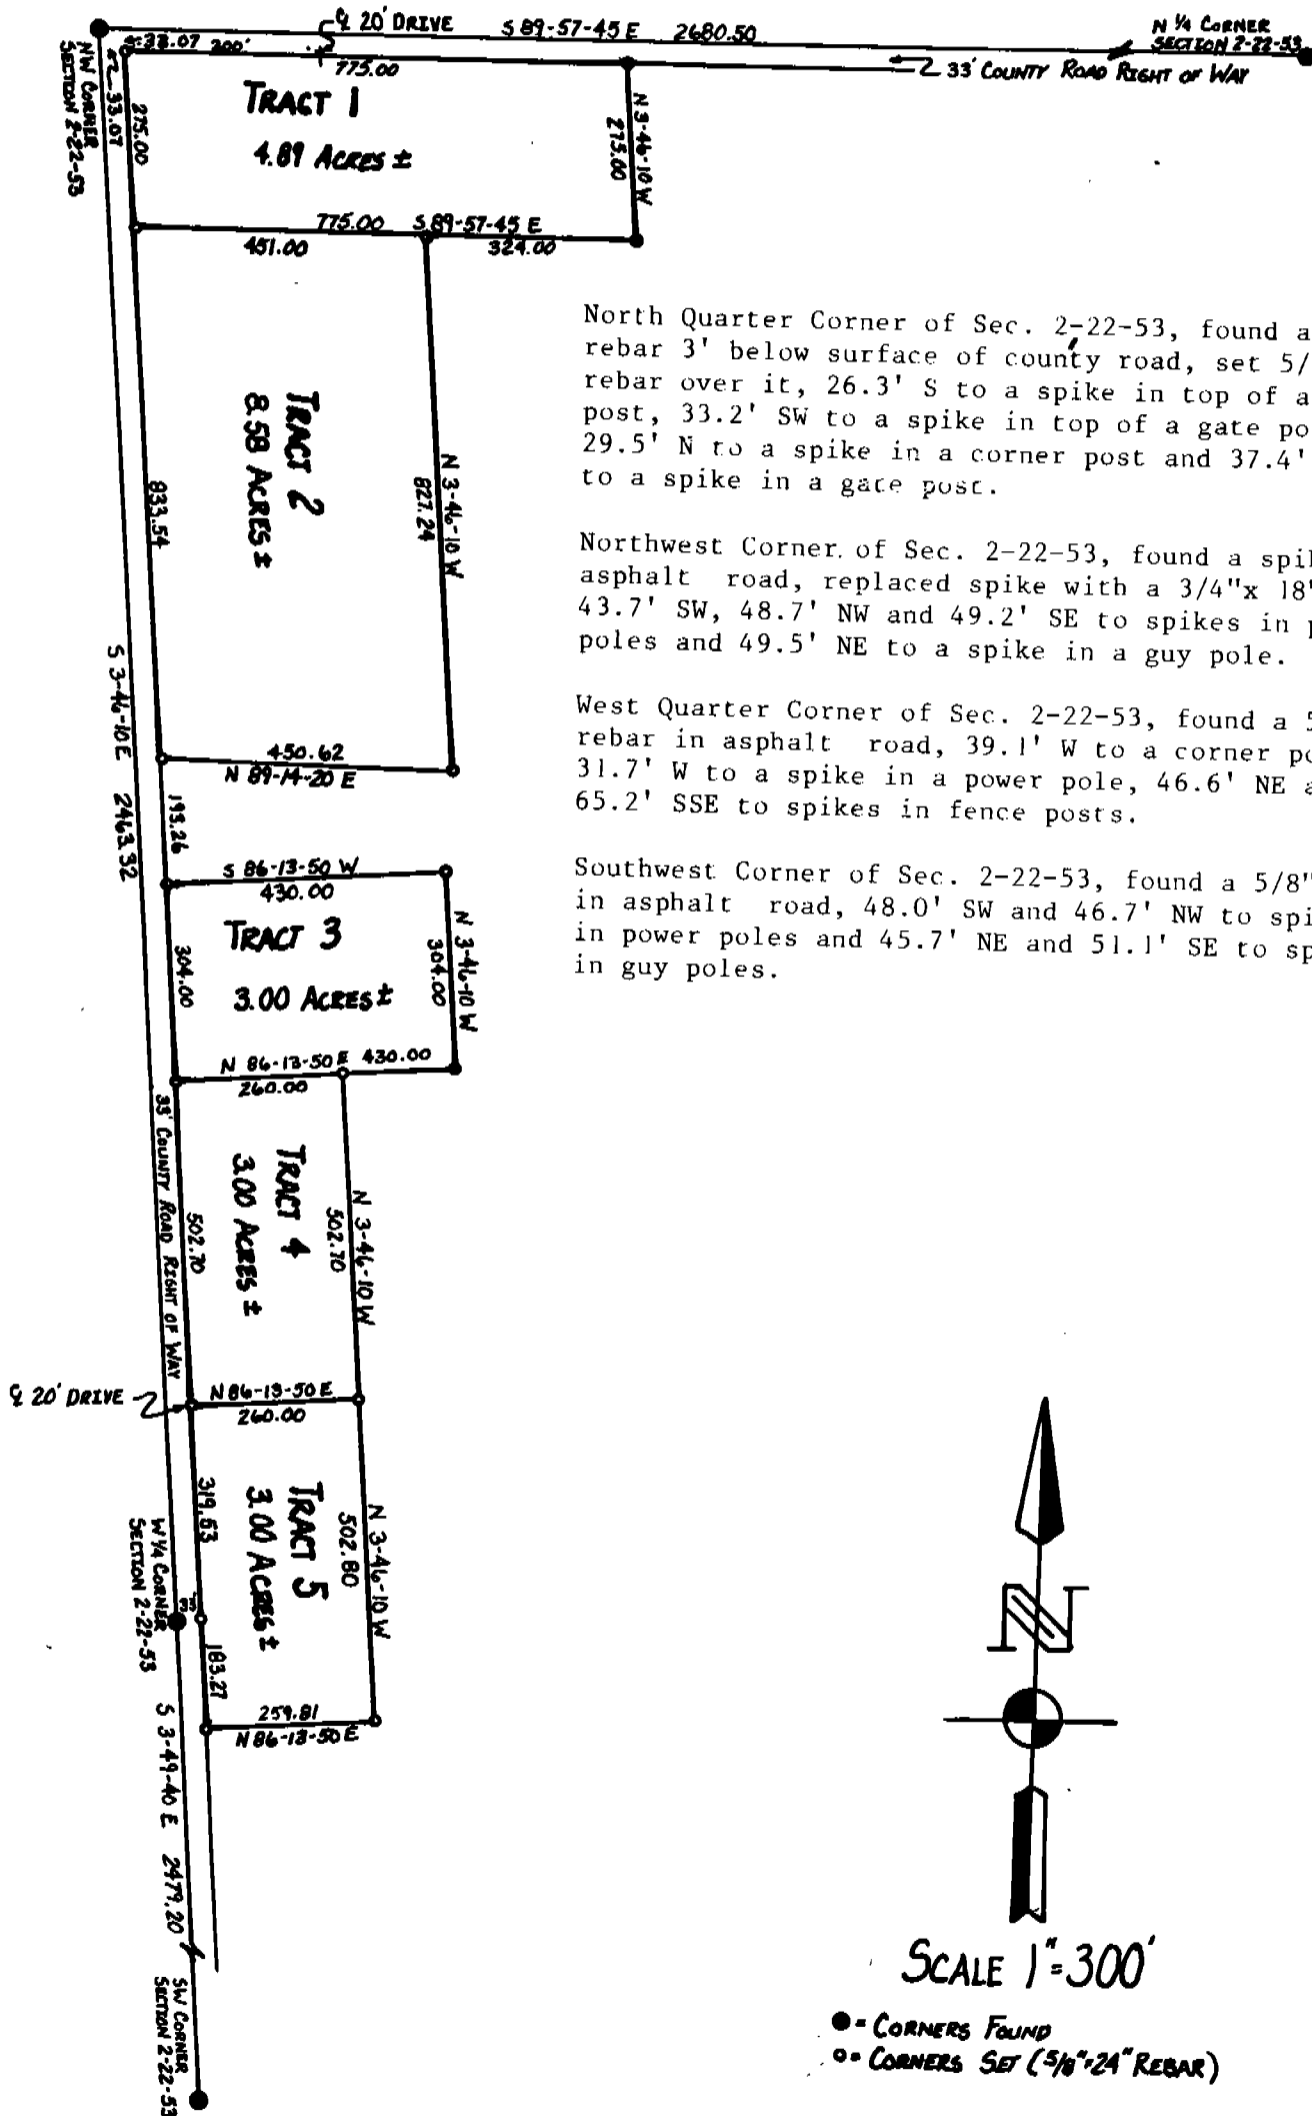 ℄ 20' DRIVE S 89-57-45 E 2680.50
N ¼ CORNER
SECTION 2-22-53
33.07 200'
775.00
33' COUNTY ROAD RIGHT OF WAY
NW CORNER
SECTION 2-22-53
33.07
275.00
TRACT 1
4.89 ACRES ±
N 3-46-10 W
275.00
775.00 S 89-57-45 E
451.00 324.00
TRACT 2
8.58 ACRES ±
833.54
N 3-46-10 W
827.24
S 3-46-10 E 2463.32
450.62
N 89-14-20 E
193.26
S 86-13-50 W
430.00
TRACT 3
3.00 ACRES ±
304.00
N 3-46-10 W
304.00
N 86-13-50 E 430.00
260.00
33' COUNTY ROAD RIGHT OF WAY
TRACT 4
3.00 ACRES ±
502.70
N 3-46-10 W
502.70
℄ 20' DRIVE
N 86-13-50 E
260.00
319.53
TRACT 5
3.00 ACRES ±
N 3-46-10 W
502.80
W ¼ CORNER
SECTION 2-22-53
33
183.27
259.81
N 86-13-50 E
S 3-49-40 E 2479.20
SW CORNER
SECTION 2-22-53
North Quarter Corner of Sec. 2-22-53, found a
rebar 3' below surface of county road, set 5/
rebar over it, 26.3' S to a spike in top of a
post, 33.2' SW to a spike in top of a gate po
29.5' N to a spike in a corner post and 37.4'
to a spike in a gate post.
Northwest Corner. of Sec. 2-22-53, found a spi
asphalt road, replaced spike with a 3/4"x 18"
43.7' SW, 48.7' NW and 49.2' SE to spikes in
poles and 49.5' NE to a spike in a guy pole.
West Quarter Corner of Sec. 2-22-53, found a 5
rebar in asphalt road, 39.1' W to a corner po
31.7' W to a spike in a power pole, 46.6' NE a
65.2' SSE to spikes in fence posts.
Southwest Corner of Sec. 2-22-53, found a 5/8"
in asphalt road, 48.0' SW and 46.7' NW to spi
in power poles and 45.7' NE and 51.1' SE to sp
in guy poles.
N
SCALE 1"=300'
●= CORNERS FOUND
o= CORNERS SET (5/8"×24" REBAR)